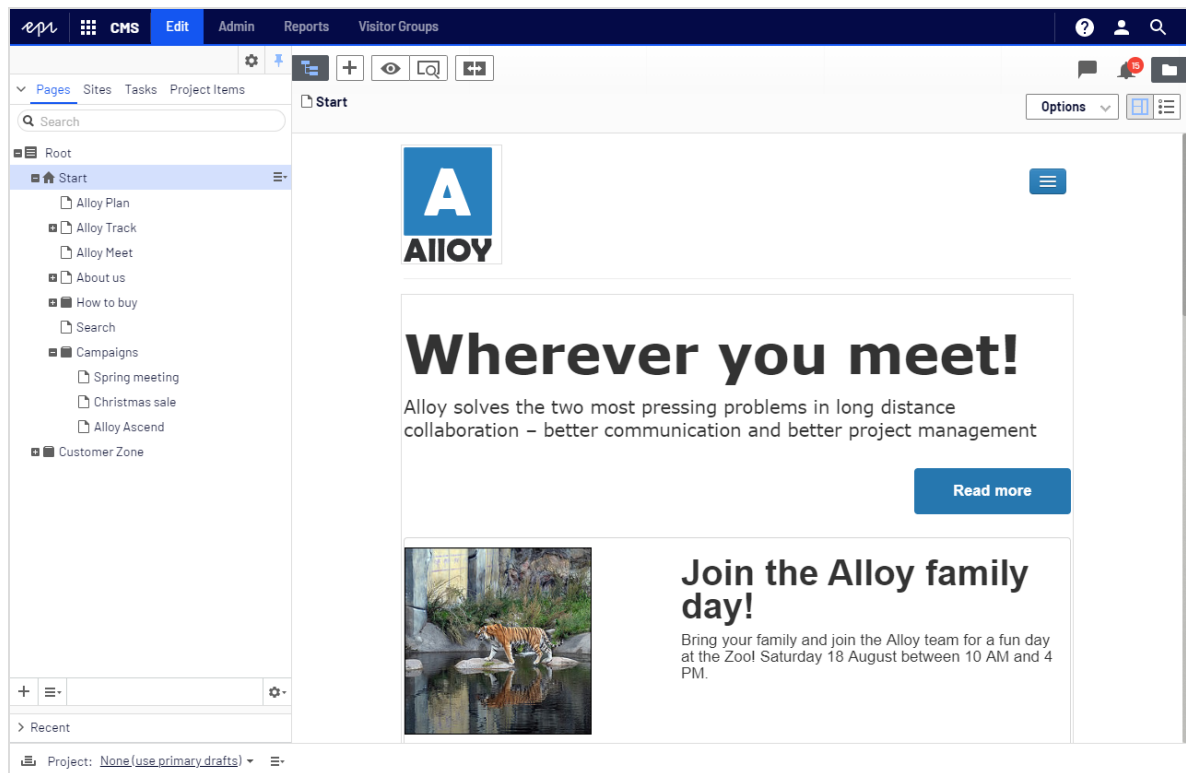 epi CMS Edit Admin Reports Visitor Groups
Pages Sites Tasks Project Items
Search
Root
Start
Alloy Plan
Alloy Track
Alloy Meet
About us
How to buy
Search
Campaigns
Spring meeting
Christmas sale
Alloy Ascend
Customer Zone
Recent
Project: None (use primary drafts)
15
Start
Options
A
Alloy
Wherever you meet!
Alloy solves the two most pressing problems in long distance
collaboration – better communication and better project management
Read more
Join the Alloy family
day!
Bring your family and join the Alloy team for a fun day
at the Zoo! Saturday 18 August between 10 AM and 4
PM.